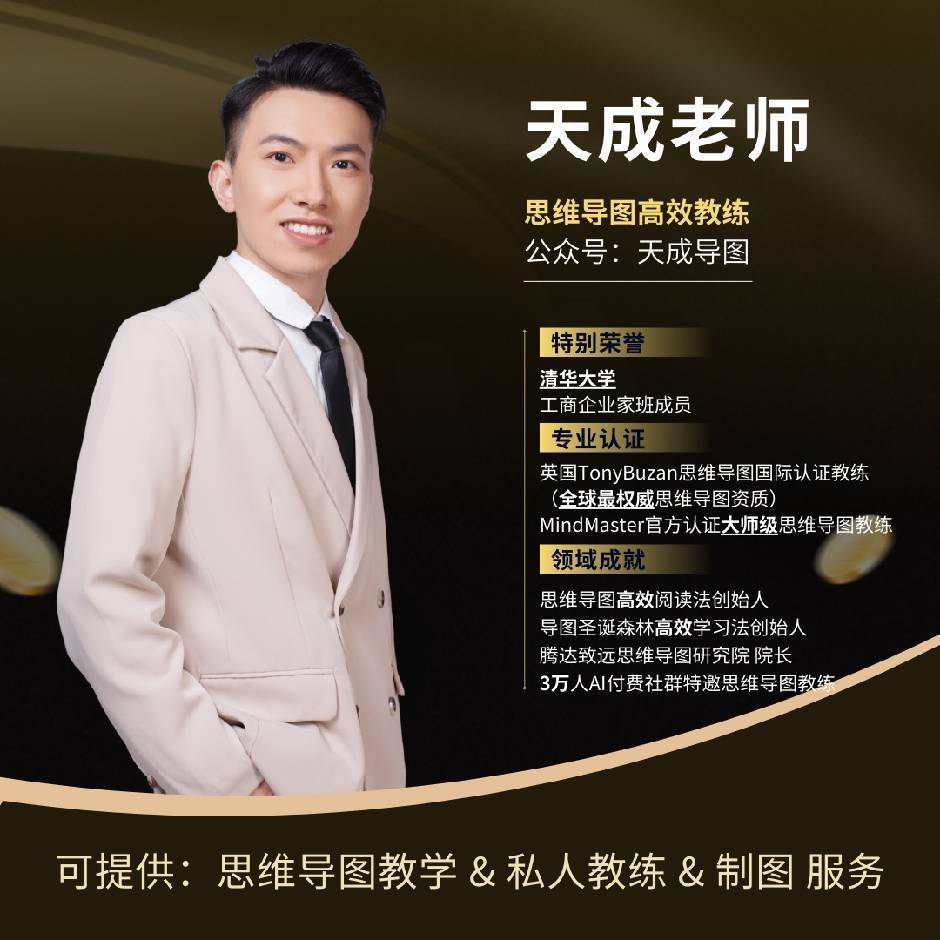 天成老师
思维导图高效教练
公众号：天成导图
特别荣誉
清华大学
工商企业家班成员
专业认证
英国TonyBuzan思维导图国际认证教练
（全球最权威思维导图资质）
MindMaster官方认证大师级思维导图教练
领域成就
思维导图高效阅读法创始人
导图圣诞森林高效学习法创始人
腾达致远思维导图研究院 院长
3万人AI付费社群特邀思维导图教练
可提供：思维导图教学 & 私人教练 & 制图 服务